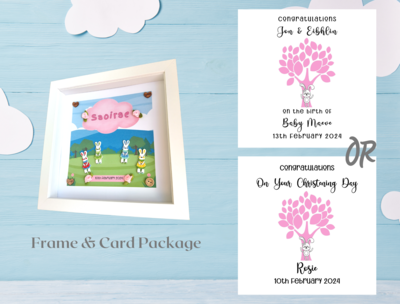 Saoirse
Frame & Card Package
Congratulations
Jon & Eibhlin
on the birth of
Baby Maeve
13th February 2024
OR
Congratulations
On Your Christening Day
Rosie
10th February 2024